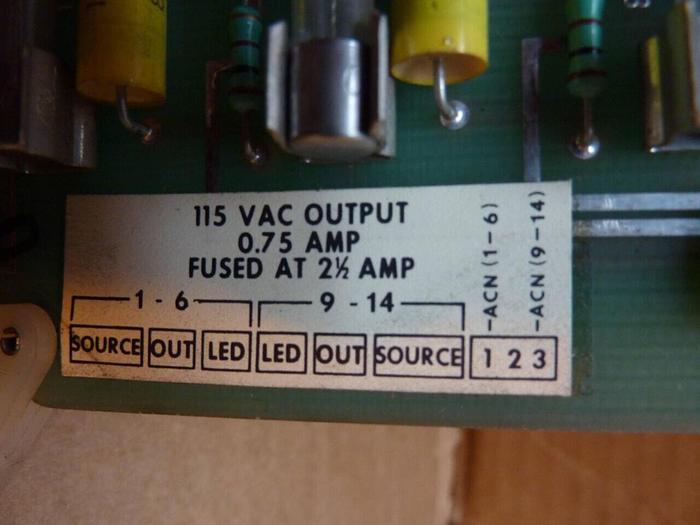 115 VAC OUTPUT
0.75 AMP
FUSED AT 2½ AMP
1 - 6
9 - 14
SOURCE OUT LED LED OUT SOURCE 1 2 3
-ACN (1-6)
-ACN (9-14)